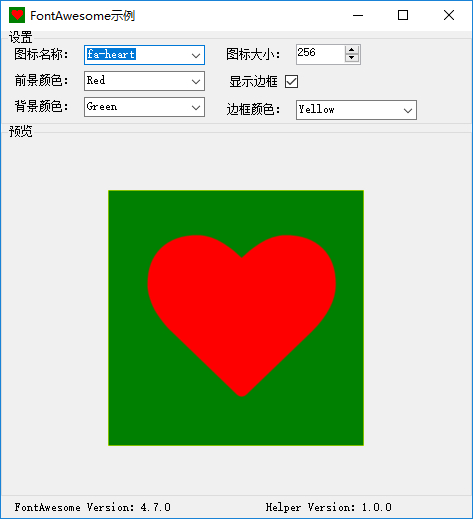 FontAwesome示例
设置
图标名称: fa-heart 图标大小: 256
前景颜色: Red 显示边框
背景颜色: Green 边框颜色: Yellow
预览
FontAwesome Version: 4.7.0 Helper Version: 1.0.0